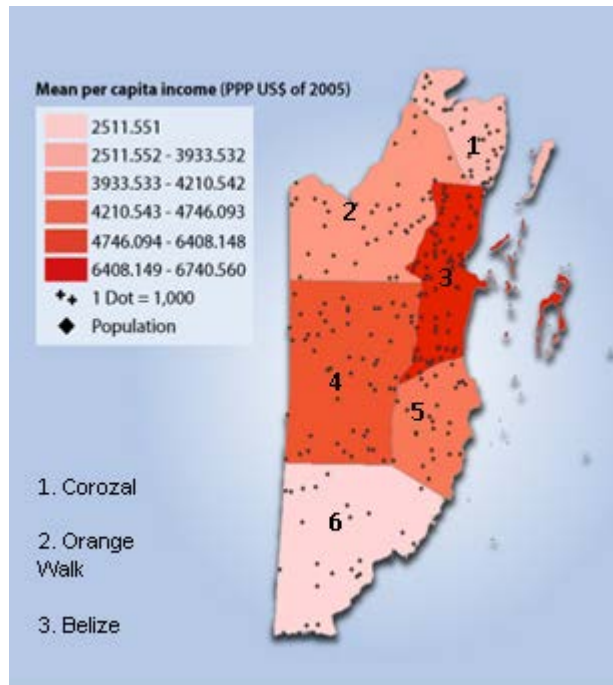 Mean per capita income (PPP US$ of 2005)
2511.551
2511.552 - 3933.532
3933.533 - 4210.542
4210.543 - 4746.093
4746.094 - 6408.148
6408.149 - 6740.560
1 Dot = 1,000
Population
1
2
3
4
5
6
1. Corozal
2. Orange
Walk
3. Belize